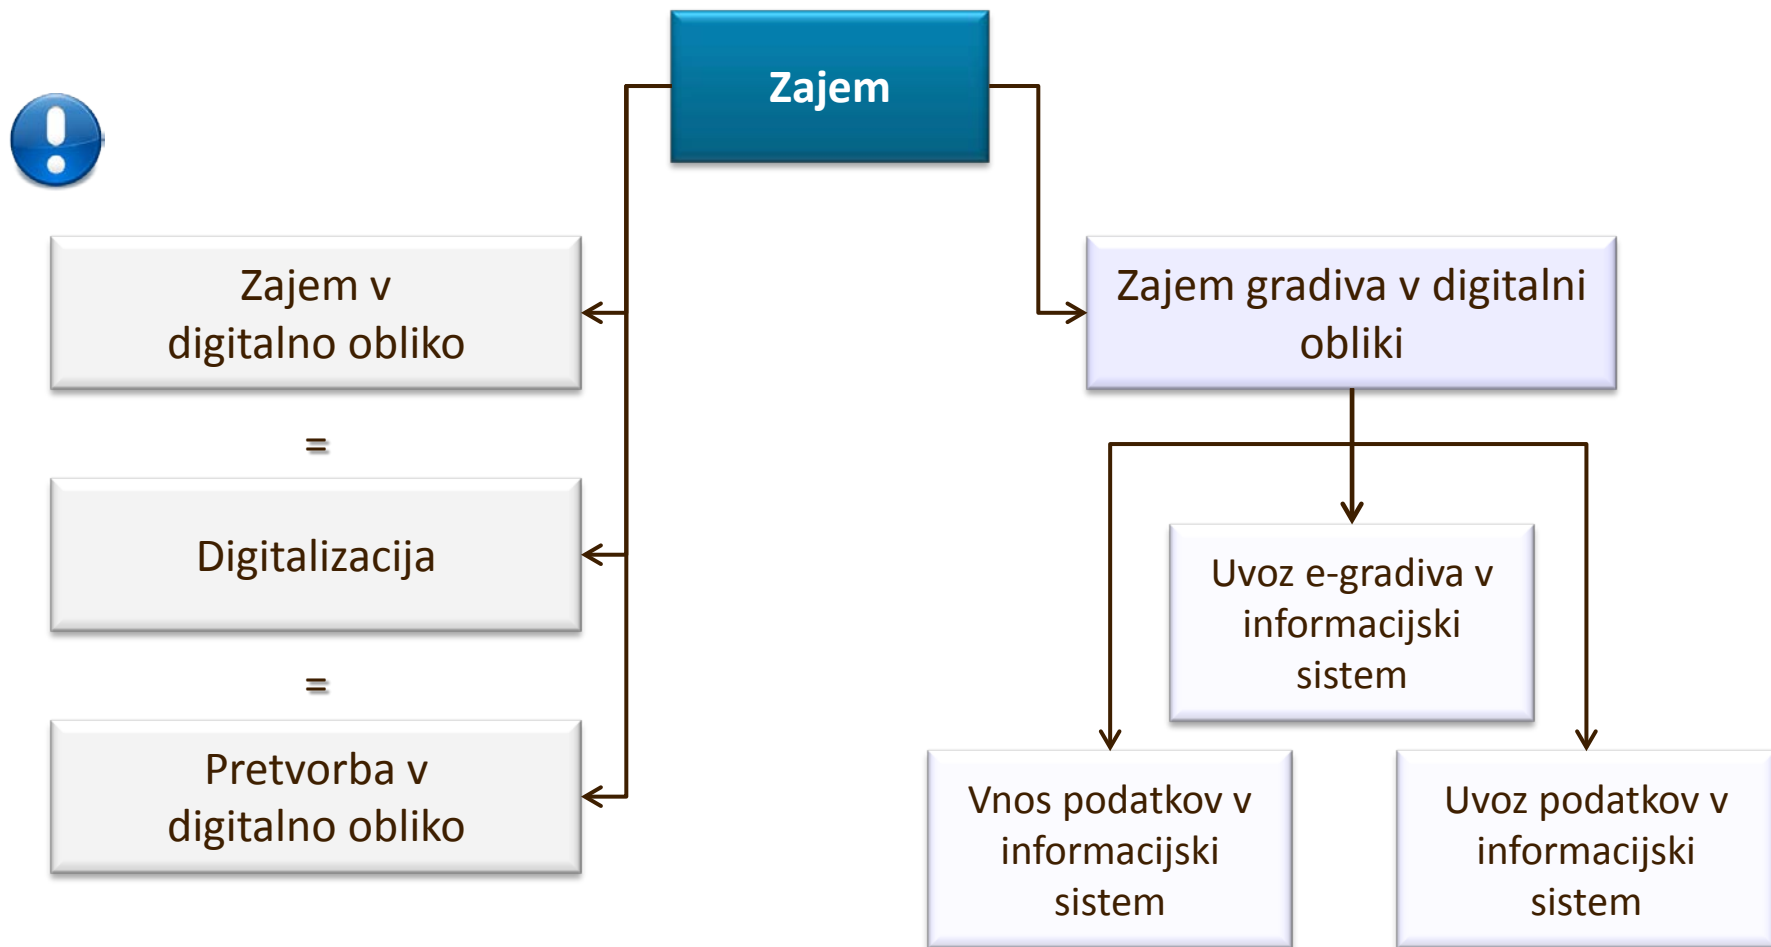 Zajem
Zajem v
digitalno obliko
=
Digitalizacija
=
Pretvorba v
digitalno obliko
Zajem gradiva v digitalni
obliki
Uvoz e-gradiva v
informacijski
sistem
Vnos podatkov v
informacijski
sistem
Uvoz podatkov v
informacijski
sistem